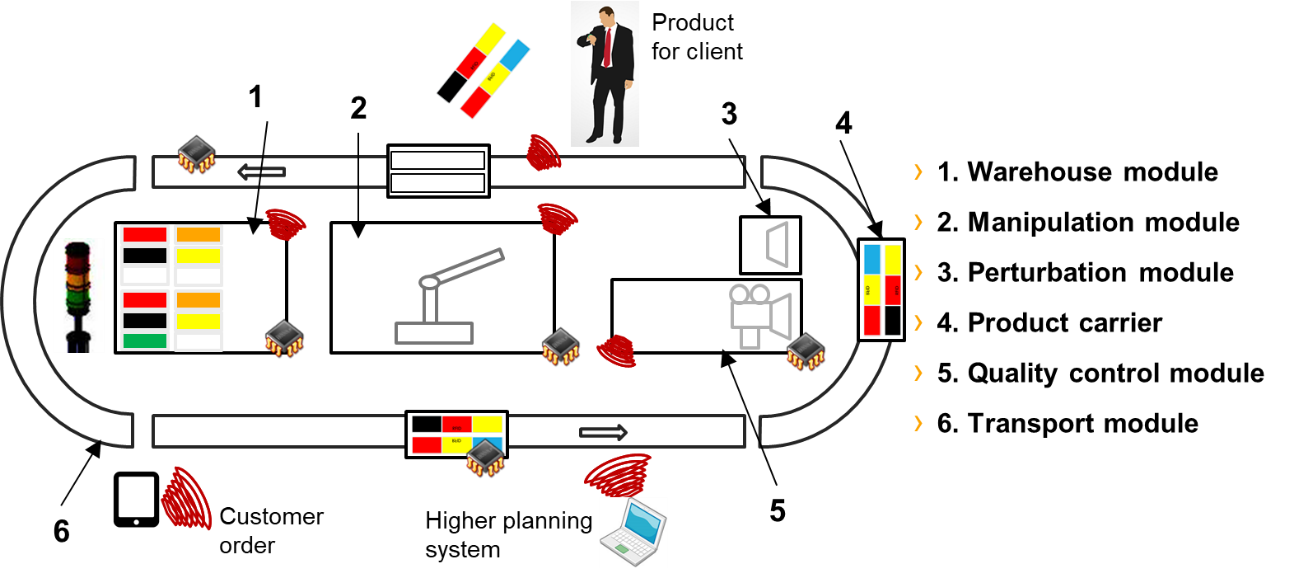 Product
for client
1
2
3
4
› 1. Warehouse module
› 2. Manipulation module
› 3. Perturbation module
› 4. Product carrier
› 5. Quality control module
› 6. Transport module
6
5
Customer
order
Higher planning
system